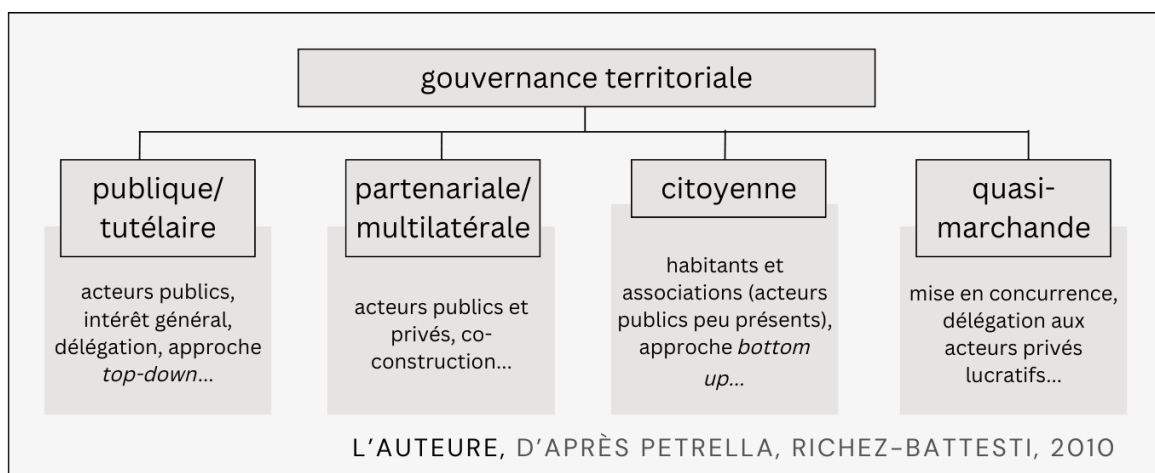 gouvernance territoriale
publique/
tutélaire
acteurs publics,
intérêt général,
délégation, approche
top-down...
partenariale/
multilatérale
acteurs publics et
privés, co-
construction...
citoyenne
habitants et
associations (acteurs
publics peu présents),
approche bottom
up...
quasi-
marchande
mise en concurrence,
délégation aux
acteurs privés
lucratifs...
L'AUTEURE, D'APRÈS PETRELLA, RICHEZ-BATTESTI, 2010